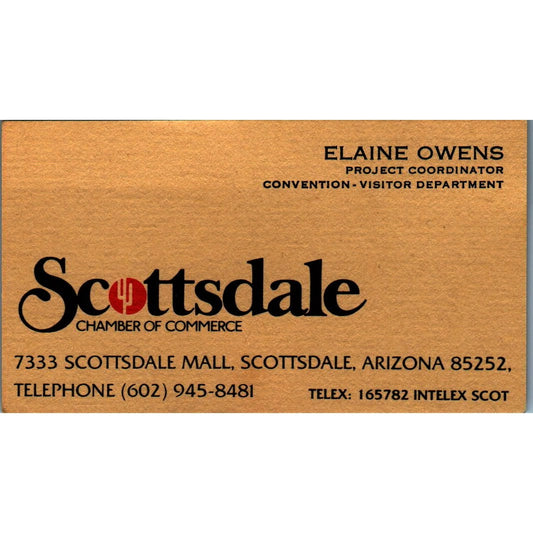 ELAINE OWENS
PROJECT COORDINATOR
CONVENTION-VISITOR DEPARTMENT
Scottsdale
CHAMBER OF COMMERCE
7333 SCOTTSDALE MALL, SCOTTSDALE, ARIZONA 85252,
TELEPHONE (602) 945-8481 TELEX: 165782 INTELEX SCOT